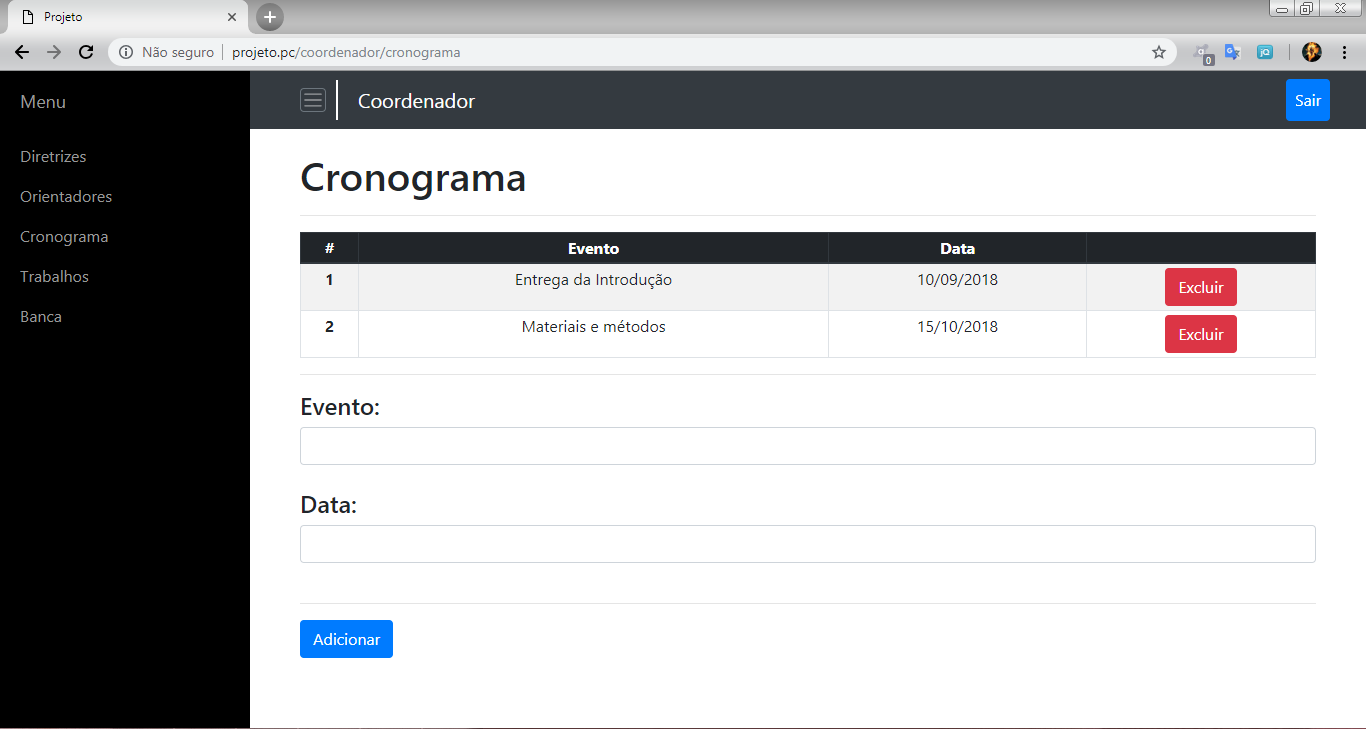 Projeto
Não seguro projeto.pc/coordenador/cronograma
0
Menu
Coordenador
Sair
Diretrizes
Orientadores
Cronograma
Trabalhos
Banca
Cronograma
# Evento Data
1 Entrega da Introdução 10/09/2018 Excluir
2 Materiais e métodos 15/10/2018 Excluir
Evento:
Data:
Adicionar